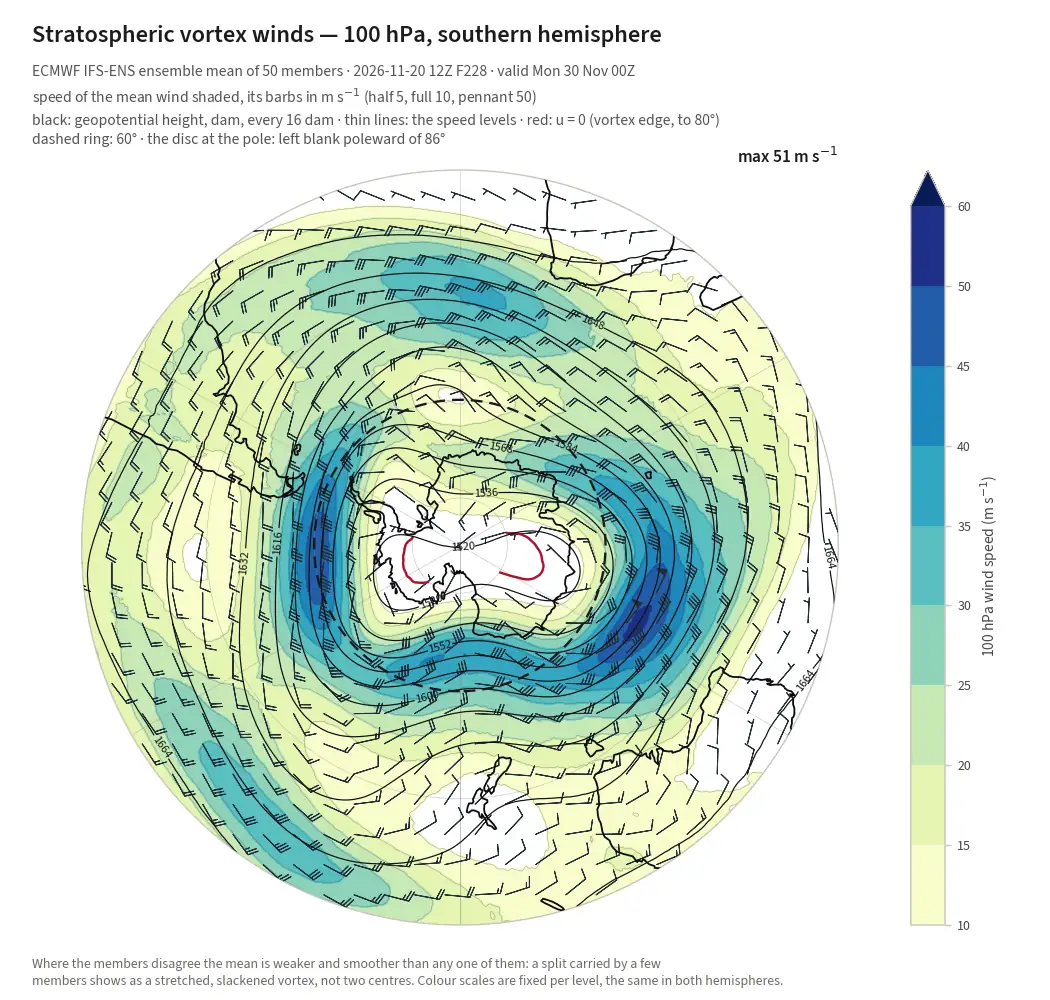 Stratospheric vortex winds — 100 hPa, southern hemisphere
ECMWF IFS-ENS ensemble mean of 50 members · 2026-11-20 12Z F228 · valid Mon 30 Nov 00Z
speed of the mean wind shaded, its barbs in m s⁻¹ (half 5, full 10, pennant 50)
black: geopotential height, dam, every 16 dam · thin lines: the speed levels · red: u = 0 (vortex edge, to 80°)
dashed ring: 60° · the disc at the pole: left blank poleward of 86°
max 51 m s⁻¹
60
50
45
40
35
30
25
20
15
10
100 hPa wind speed (m s⁻¹)
1648
1584
1568
1536
1520
1616
1632
1552
1664
1664
1664
Where the members disagree the mean is weaker and smoother than any one of them: a split carried by a few
members shows as a stretched, slackened vortex, not two centres. Colour scales are fixed per level, the same in both hemispheres.